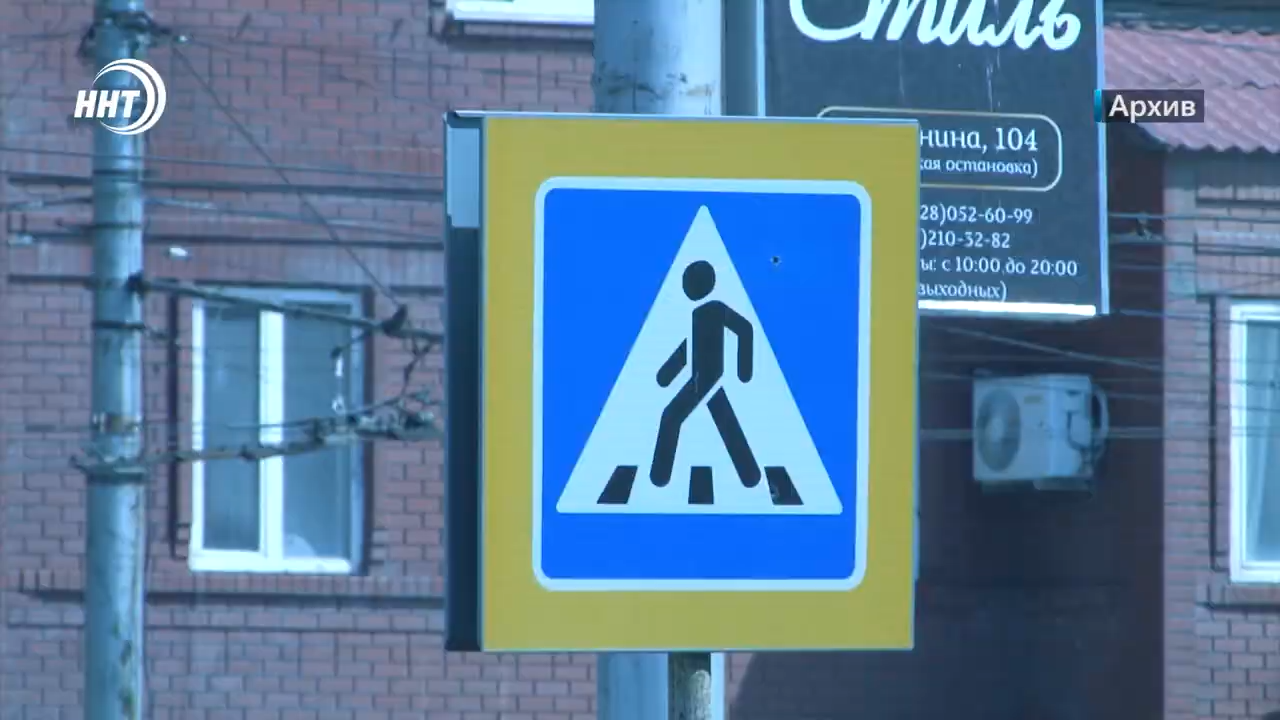 ННТ
Стиль
Архив
нина, 104
кая остановка)
28)052-60-99
)210-32-82
ы: с 10:00 до 20:00
выходных)